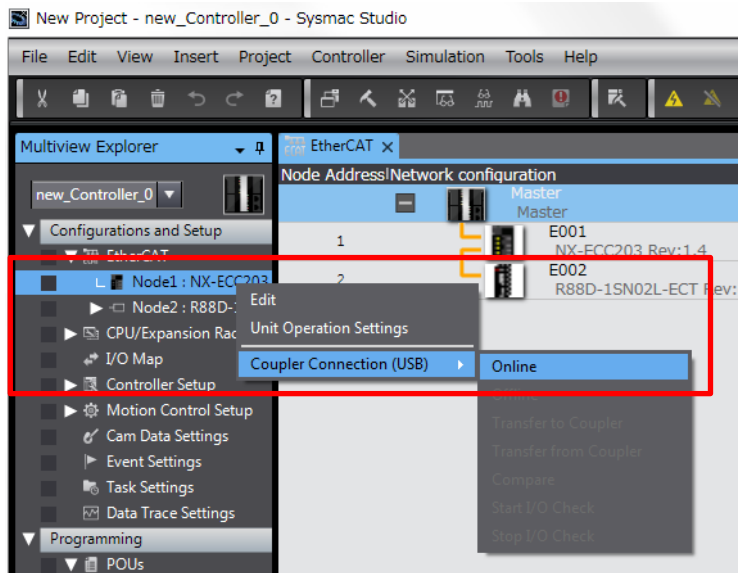 New Project - new_Controller_0 - Sysmac Studio
File Edit View Insert Project Controller Simulation Tools Help
Multiview Explorer
EtherCAT
Node Address Network configuration
new_Controller_0
Master
Master
Configurations and Setup
1
E001
NX-ECC203 Rev:1.4
EtherCAT
Node1 : NX-ECC203
2
E002
R88D-1SN02L-ECT Rev:
Node2 : R88D-
Edit
CPU/Expansion Rac
Unit Operation Settings
I/O Map
Coupler Connection (USB)
Online
Controller Setup
Offline
Motion Control Setup
Transfer to Coupler
Cam Data Settings
Transfer from Coupler
Event Settings
Compare
Task Settings
Start I/O Check
Data Trace Settings
Stop I/O Check
Programming
POUs